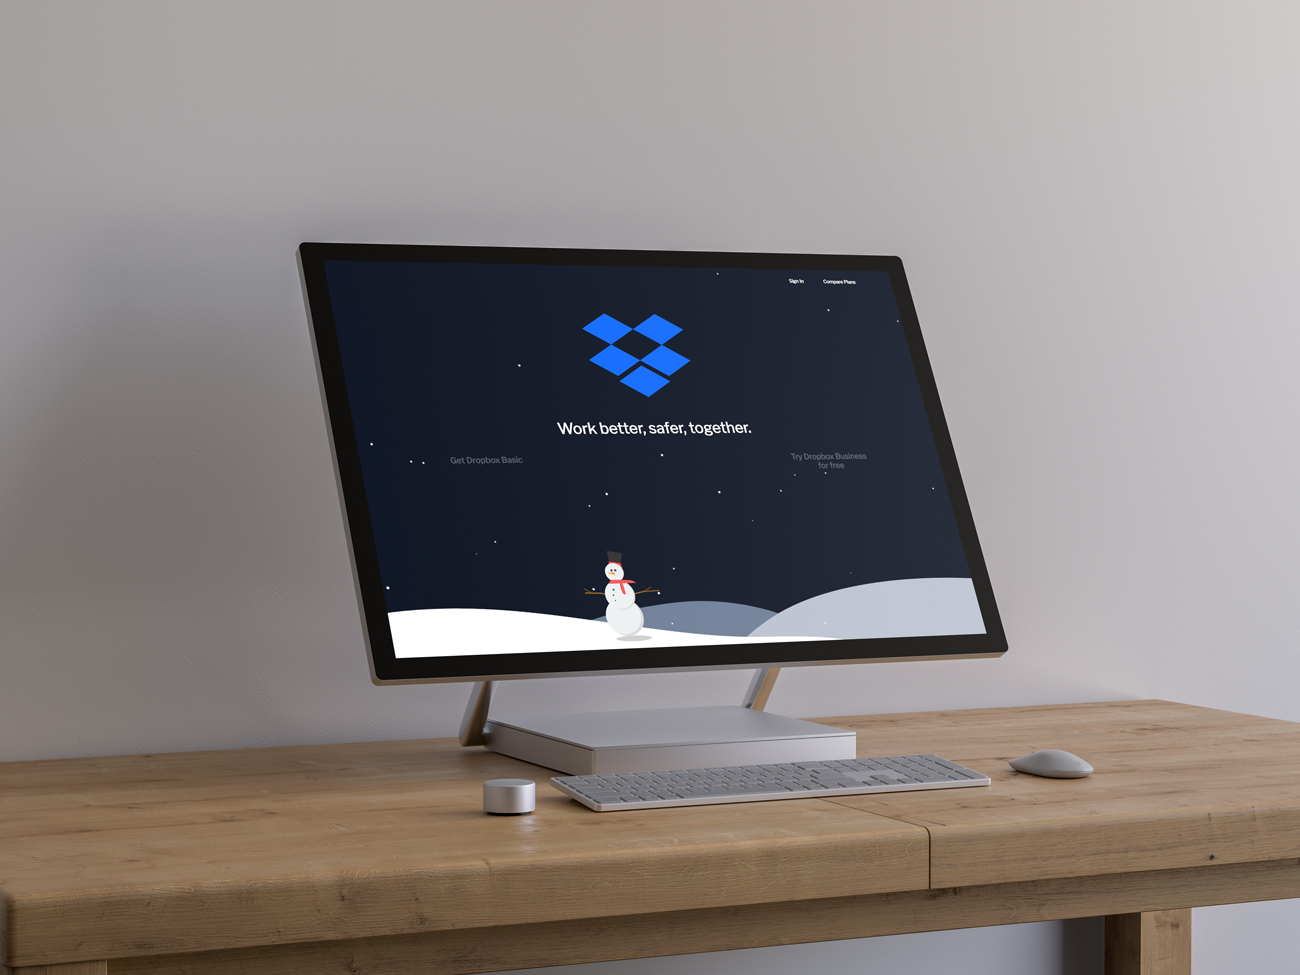 Sign In
Compare Plans
Work better, safer, together.
Get Dropbox Basic
Try Dropbox Business
for free